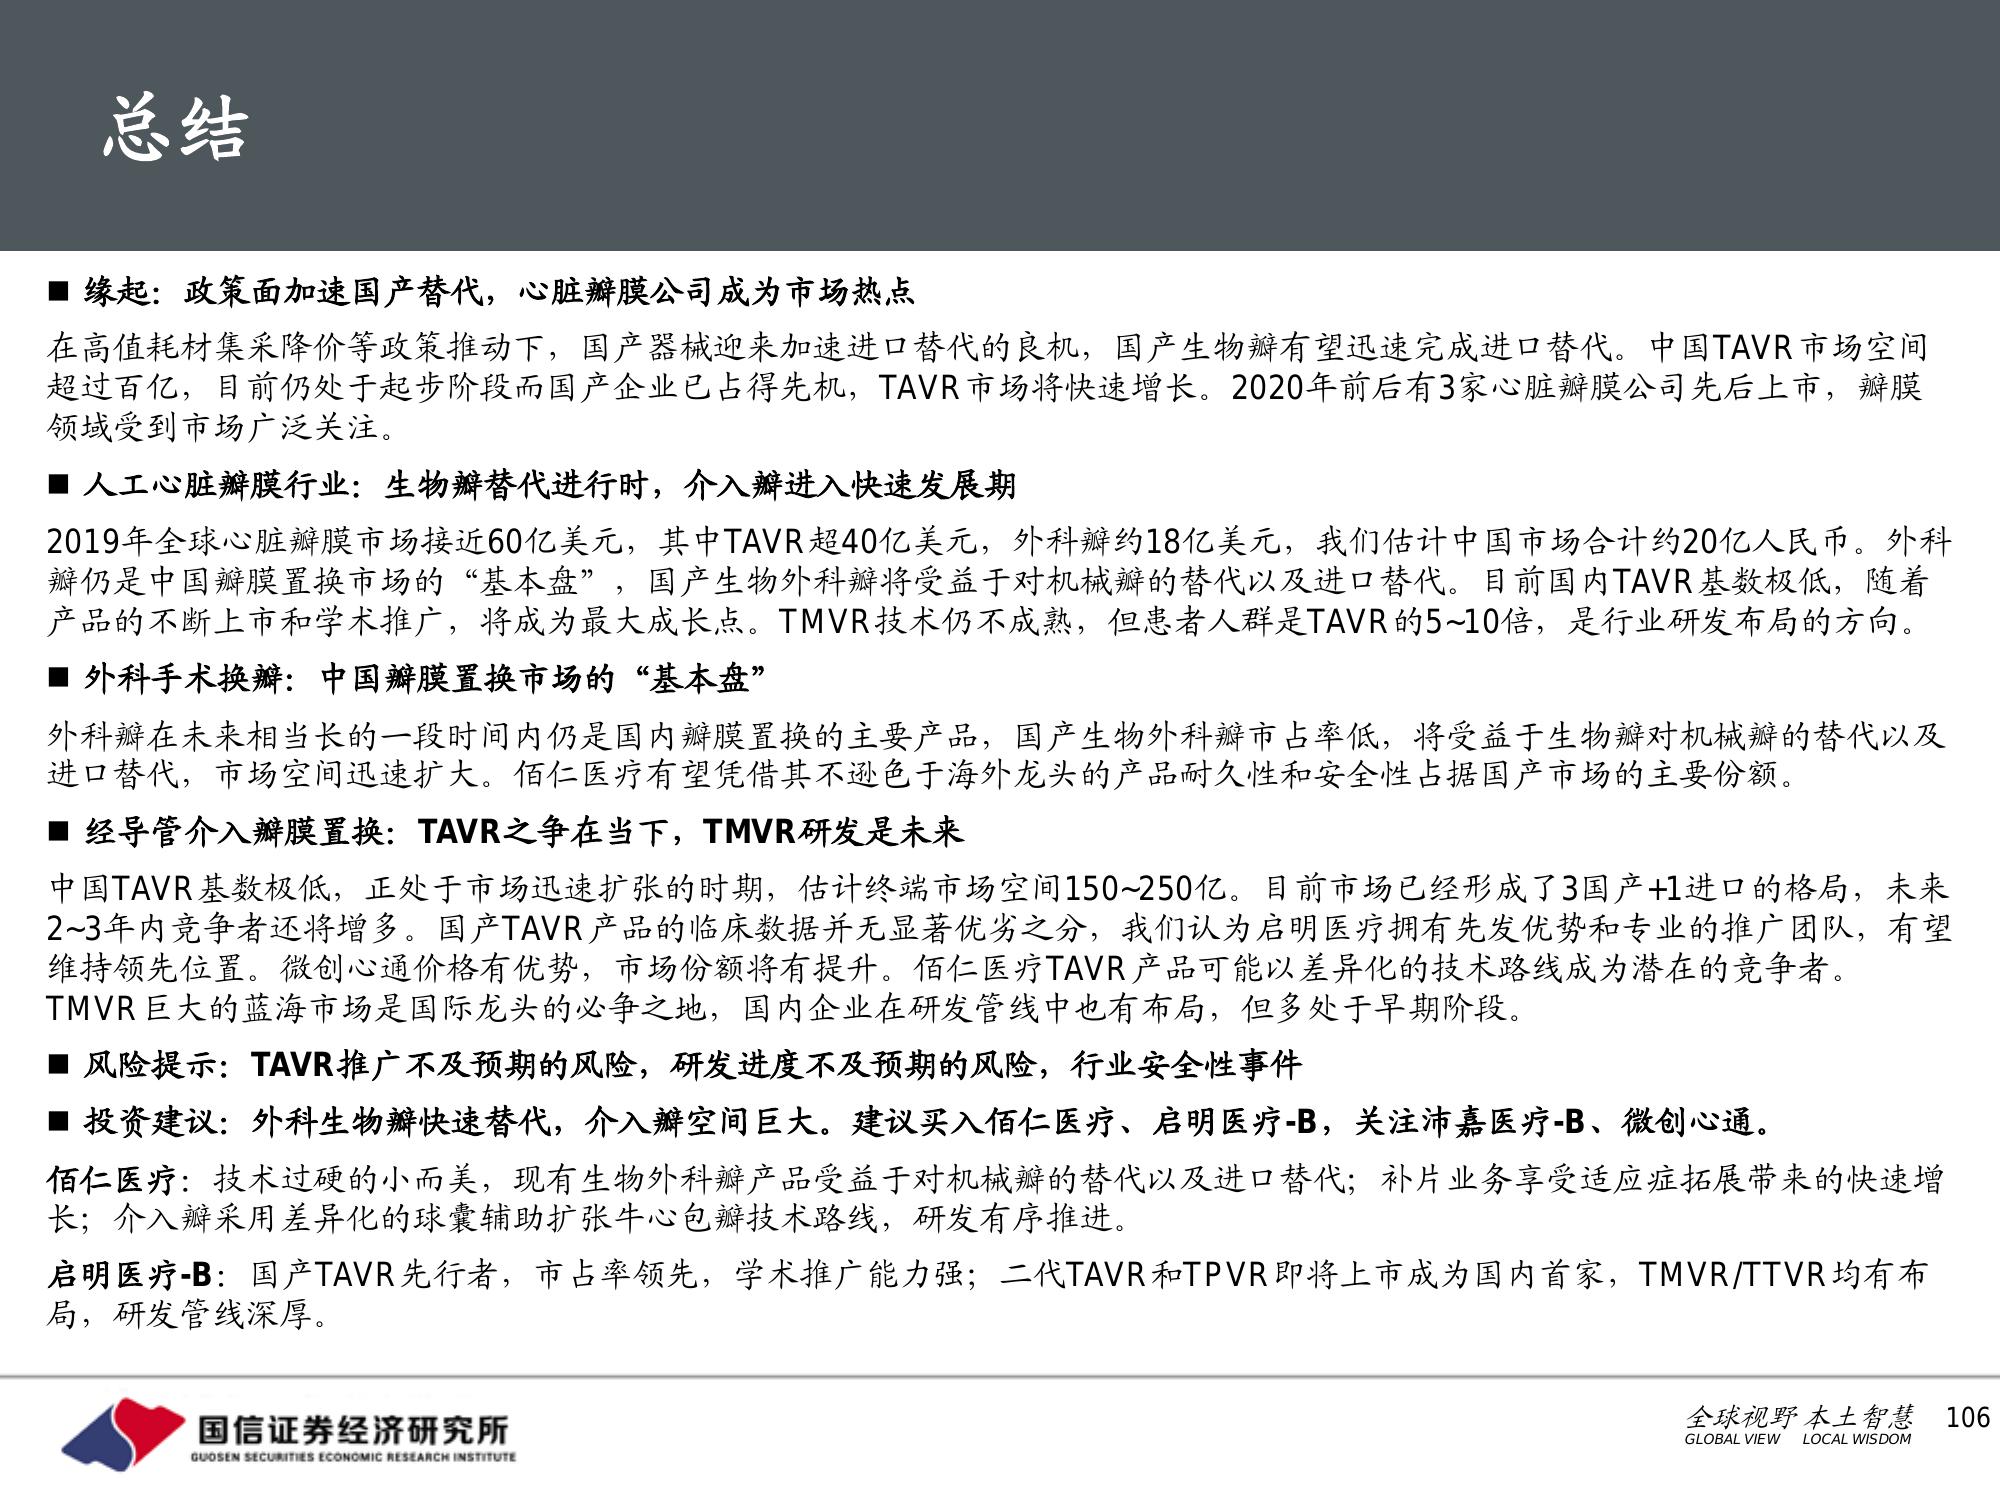 总结
■ 缘起：政策面加速国产替代，心脏瓣膜公司成为市场热点
在高值耗材集采降价等政策推动下，国产器械迎来加速进口替代的良机，国产生物瓣有望迅速完成进口替代。中国TAVR市场空间
超过百亿，目前仍处于起步阶段而国产企业已占得先机，TAVR市场将快速增长。2020年前后有3家心脏瓣膜公司先后上市，瓣膜
领域受到市场广泛关注。
■ 人工心脏瓣膜行业：生物瓣替代进行时，介入瓣进入快速发展期
2019年全球心脏瓣膜市场接近60亿美元，其中TAVR超40亿美元，外科瓣约18亿美元，我们估计中国市场合计约20亿人民币。外科
瓣仍是中国瓣膜置换市场的“基本盘”，国产生物外科瓣将受益于对机械瓣的替代以及进口替代。目前国内TAVR基数极低，随着
产品的不断上市和学术推广，将成为最大成长点。TMVR技术仍不成熟，但患者人群是TAVR的5~10倍，是行业研发布局的方向。
■ 外科手术换瓣：中国瓣膜置换市场的“基本盘”
外科瓣在未来相当长的一段时间内仍是国内瓣膜置换的主要产品，国产生物外科瓣市占率低，将受益于生物瓣对机械瓣的替代以及
进口替代，市场空间迅速扩大。佰仁医疗有望凭借其不逊色于海外龙头的产品耐久性和安全性占据国产市场的主要份额。
■ 经导管介入瓣膜置换：TAVR之争在当下，TMVR研发是未来
中国TAVR基数极低，正处于市场迅速扩张的时期，估计终端市场空间150~250亿。目前市场已经形成了3国产+1进口的格局，未来
2~3年内竞争者还将增多。国产TAVR产品的临床数据并无显著优劣之分，我们认为启明医疗拥有先发优势和专业的推广团队，有望
维持领先位置。微创心通价格有优势，市场份额将有提升。佰仁医疗TAVR产品可能以差异化的技术路线成为潜在的竞争者。
TMVR巨大的蓝海市场是国际龙头的必争之地，国内企业在研发管线中也有布局，但多处于早期阶段。
■ 风险提示：TAVR推广不及预期的风险，研发进度不及预期的风险，行业安全性事件
■ 投资建议：外科生物瓣快速替代，介入瓣空间巨大。建议买入佰仁医疗、启明医疗-B，关注沛嘉医疗-B、微创心通。
佰仁医疗：技术过硬的小而美，现有生物外科瓣产品受益于对机械瓣的替代以及进口替代；补片业务享受适应症拓展带来的快速增
长；介入瓣采用差异化的球囊辅助扩张牛心包瓣技术路线，研发有序推进。
启明医疗-B：国产TAVR先行者，市占率领先，学术推广能力强；二代TAVR和TPVR即将上市成为国内首家，TMVR/TTVR均有布
局，研发管线深厚。
国信证券经济研究所
GUOSEN SECURITIES ECONOMIC RESEARCH INSTITUTE
全球视野 本土智慧
GLOBAL VIEW LOCAL WISDOM
106